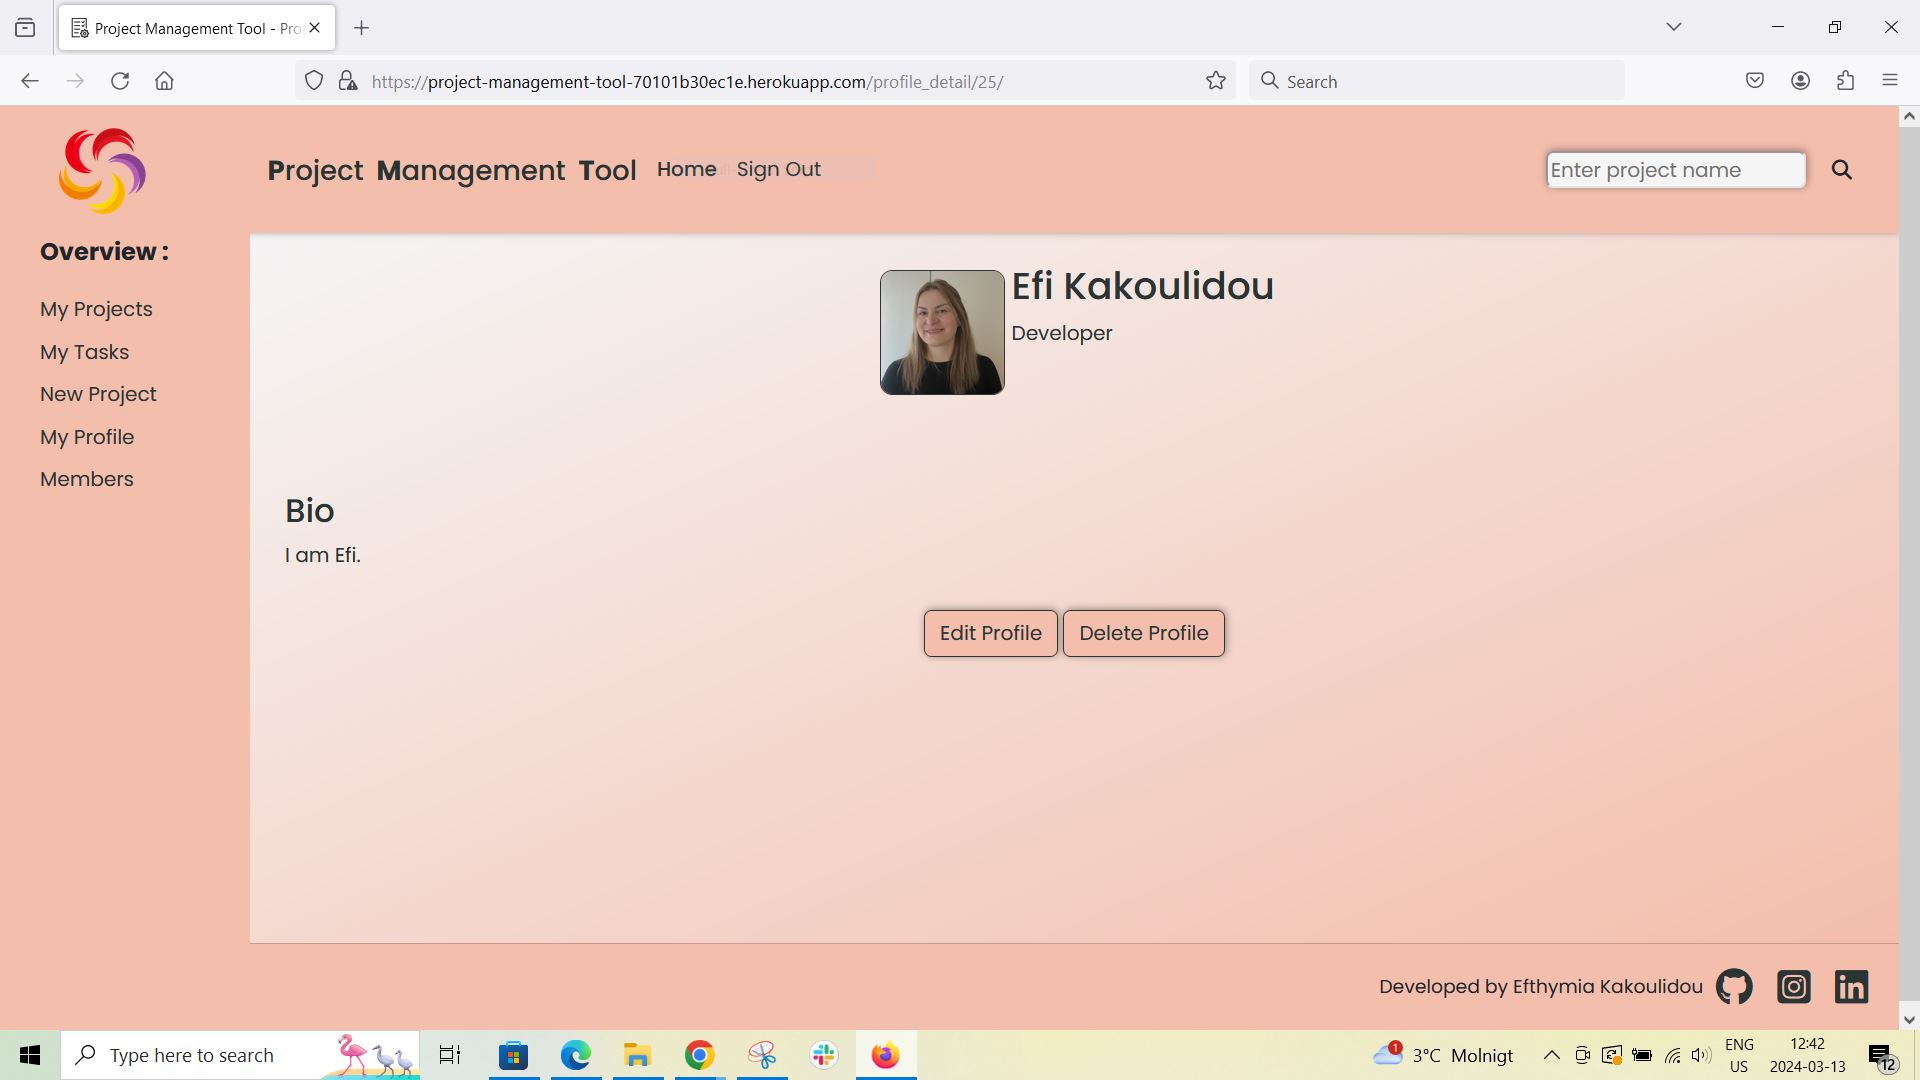 Project Management Tool - Pro
https://project-management-tool-70101b30ec1e.herokuapp.com/profile_detail/25/
Search
Project Management Tool
Home
Sign Out
Enter project name
Overview :
My Projects
My Tasks
New Project
My Profile
Members
Efi Kakoulidou
Developer
Bio
I am Efi.
Edit Profile
Delete Profile
Developed by Efthymia Kakoulidou
Type here to search
1
3°C Molnigt
ENG
US
12:42
2024-03-13
12